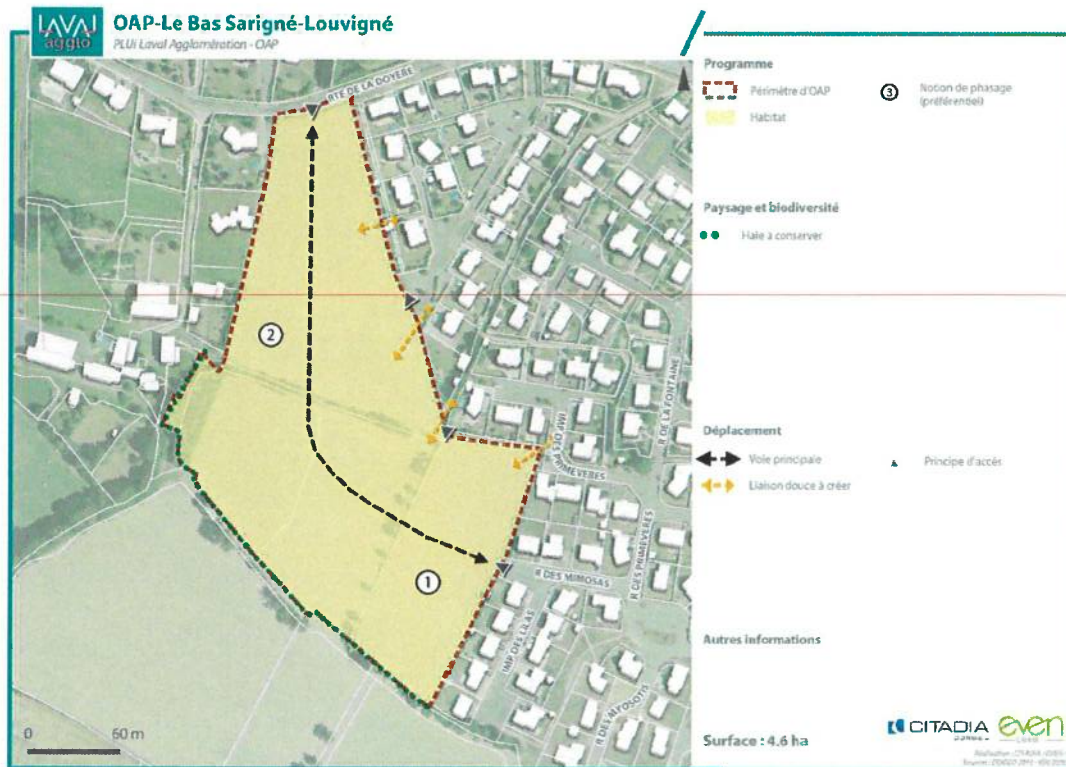 LAVAL
agglo
OAP-Le Bas Sarigné-Louvigné
PLUi Laval Agglomération - OAP
RTE DE LA DOYERE
2
1
R DE LA FONTAINE
IMP DES PRIMEVERES
R DES PRIMEVERES
R DES MIMOSAS
IMP DES LILAS
R DES MYOSOTIS
0 60 m
Programme
Périmètre d'OAP
Habitat
3
Notion de phasage
(préférentiel)
Paysage et biodiversité
Haie à conserver
Déplacement
Voie principale
Liaison douce à créer
Principe d'accès
Autres informations
Surface : 4.6 ha
CITADIA
even